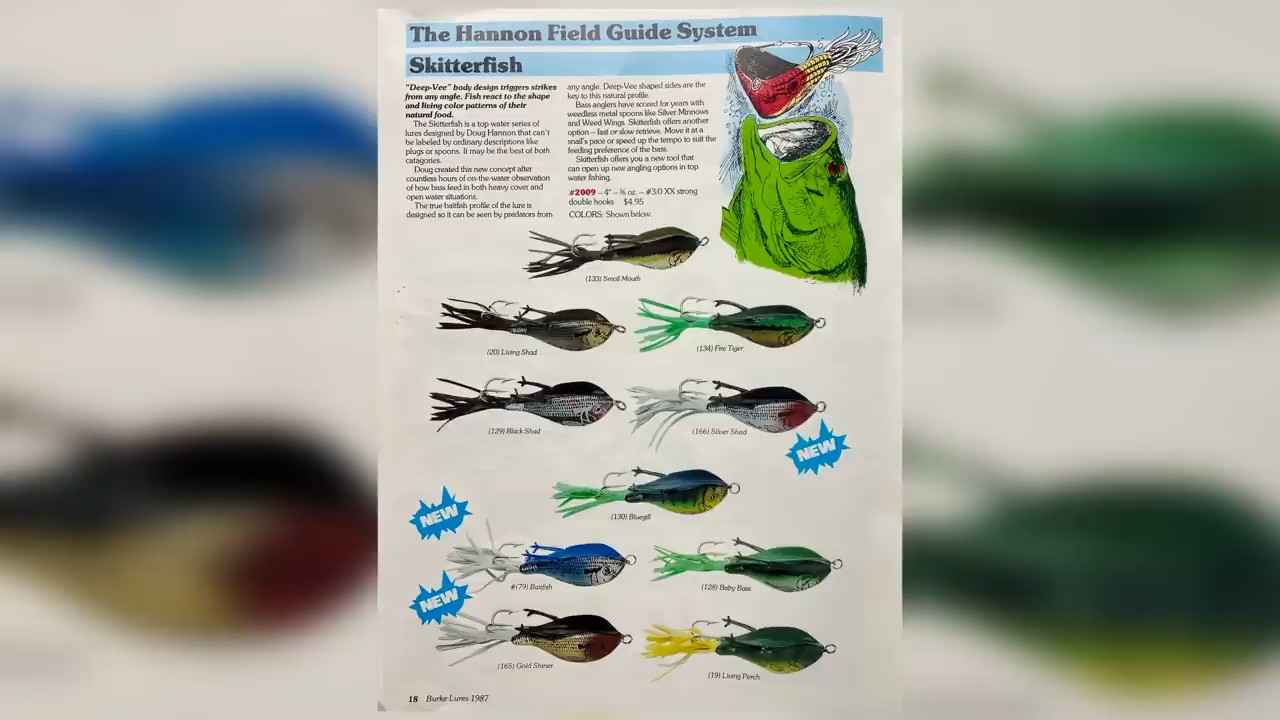 The Hannon Field Guide System
Skitterfish
"Deep-Vee" body design triggers strikes
from any angle. Fish react to the shape
and living color patterns of their
natural food.
The Skitterfish is a top water series of
lures designed by Doug Hannon that can't
be labeled by ordinary descriptions like
plugs or spoons. It may be the best of both
catagories.
Doug created this new concept after
countless hours of on-the-water observation
of how bass feed in both heavy cover and
open water situations.
The true baitfish profile of the lure is
designed so it can be seen by predators from
any angle. Deep-Vee shaped sides are the
key to this natural profile.
Bass anglers have scored for years with
weedless metal spoons like Silver Minnows
and Weed Wings. Skitterfish offers another
option – fast or slow retrieve. Move it at a
snail's pace or speed up the tempo to suit the
feeding preference of the bass.
Skitterfish offers you a new tool that
can open up new angling options in top
water fishing.
#2009 – 4" – ⅝ oz. – #3/0 XX strong
double hooks $4.95
COLORS: Shown below.
(133) Small Mouth
(20) Living Shad
(134) Fire Tiger
(129) Black Shad
(166) Silver Shad
NEW
(130) Bluegill
NEW
#(79) Baitfish
(128) Baby Bass
NEW
(165) Gold Shiner
(19) Living Perch
18 Burke Lures 1987